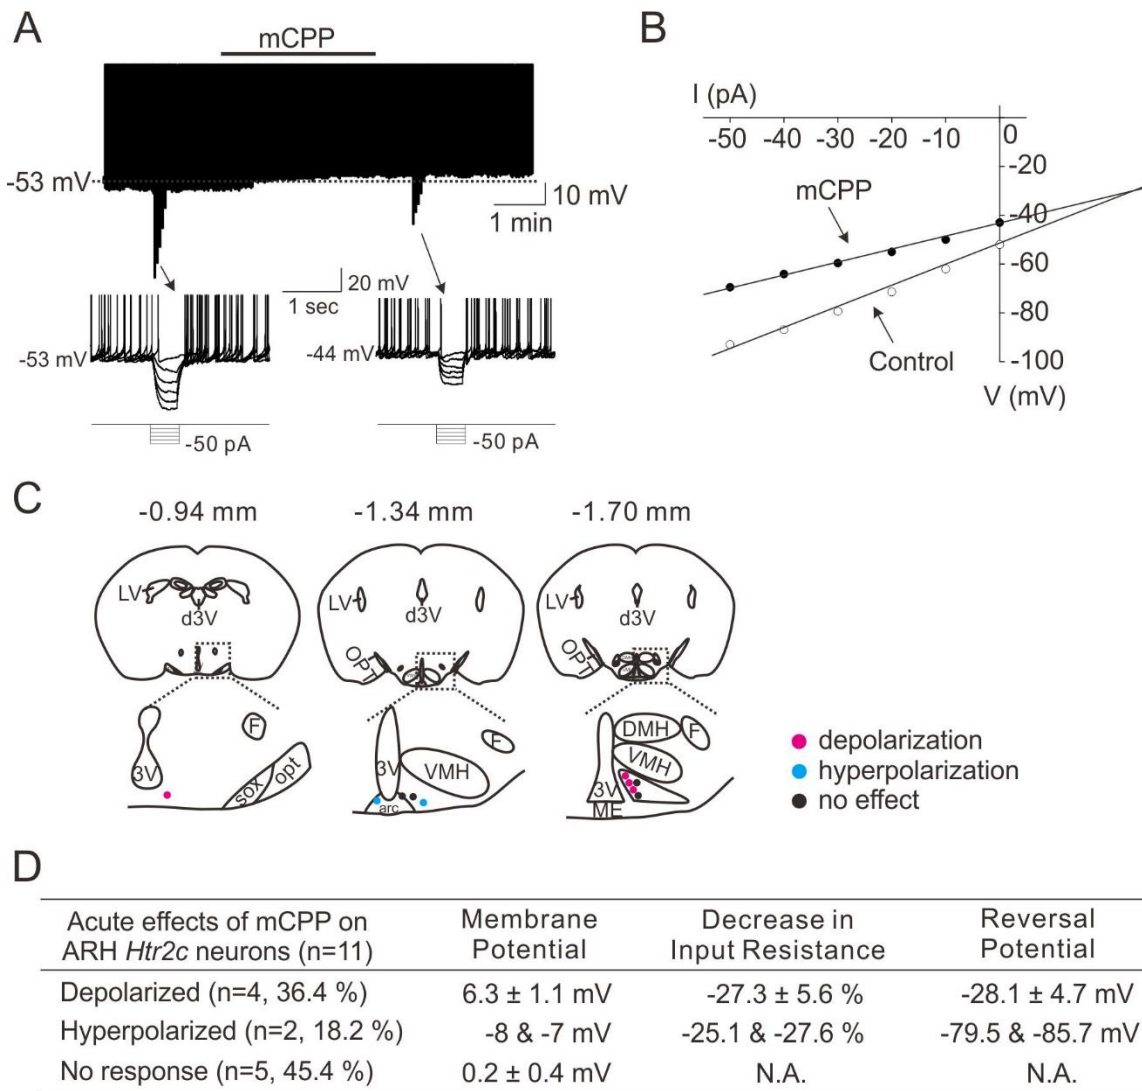 A
mCPP
-53 mV
10 mV
1 min
20 mV
1 sec
-53 mV
-44 mV
-50 pA
-50 pA
B
I (pA)
-50 -40 -30 -20 -10 0
-20
mCPP
-40
-60
-80
Control
-100
V (mV)
C
-0.94 mm -1.34 mm -1.70 mm
LV LV LV
d3V d3V d3V
OPT OPT
F F DMH F
3V 3V VMH VMH
sox opt arc 3V
ME
depolarization
hyperpolarization
no effect
D
Acute effects of mCPP on ARH Htr2c neurons (n=11) Membrane Potential Decrease in Input Resistance Reversal Potential
Depolarized (n=4, 36.4 %) 6.3 ± 1.1 mV -27.3 ± 5.6 % -28.1 ± 4.7 mV
Hyperpolarized (n=2, 18.2 %) -8 & -7 mV -25.1 & -27.6 % -79.5 & -85.7 mV
No response (n=5, 45.4 %) 0.2 ± 0.4 mV N.A. N.A.